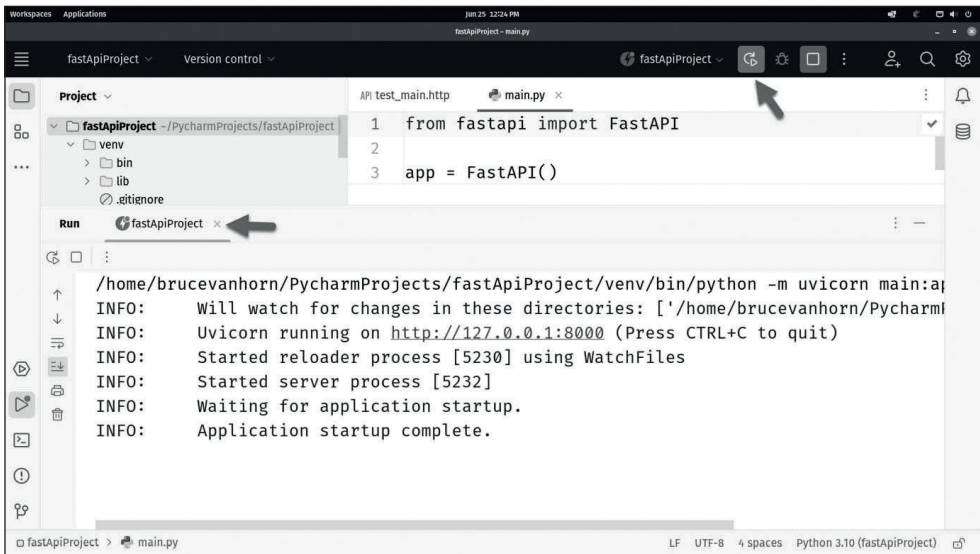 Workspaces Applications Jun 25 12:24 PM
fastApiProject – main.py
fastApiProject Version control fastApiProject
Project API test_main.http main.py
fastApiProject ~/PycharmProjects/fastApiProject
venv
bin
lib
.gitignore
1 from fastapi import FastAPI
2
3 app = FastAPI()
Run fastApiProject
/home/brucevanhorn/PycharmProjects/fastApiProject/venv/bin/python -m uvicorn main:ap
INFO: Will watch for changes in these directories: ['/home/brucevanhorn/Pycharm
INFO: Uvicorn running on http://127.0.0.1:8000 (Press CTRL+C to quit)
INFO: Started reloader process [5230] using WatchFiles
INFO: Started server process [5232]
INFO: Waiting for application startup.
INFO: Application startup complete.
fastApiProject > main.py LF UTF-8 4 spaces Python 3.10 (fastApiProject)